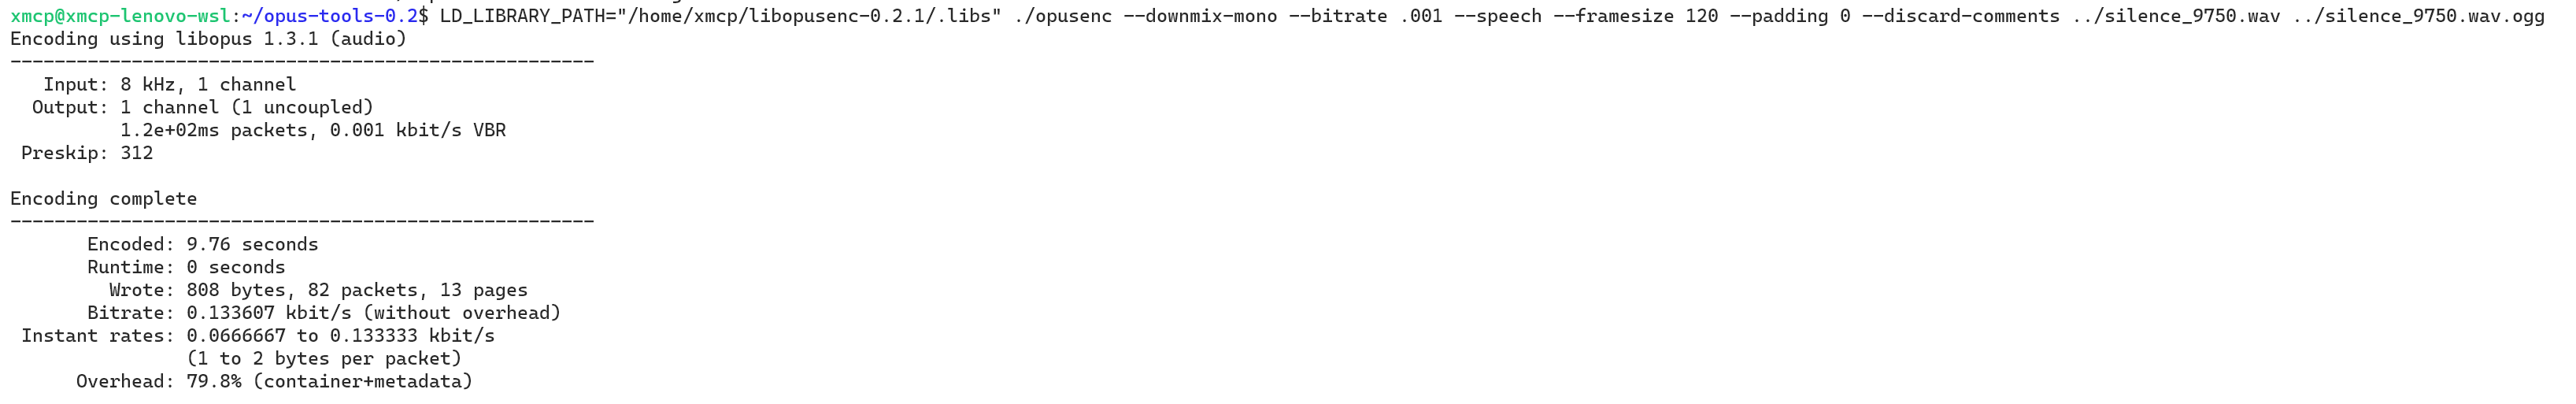 xmcp@xmcp-lenovo-wsl:~/opus-tools-0.2$ LD_LIBRARY_PATH="/home/xmcp/libopusenc-0.2.1/.libs" ./opusenc --downmix-mono --bitrate .001 --speech --framesize 120 --padding 0 --discard-comments ../silence_9750.wav ../silence_9750.wav.ogg
Encoding using libopus 1.3.1 (audio)
-----------------------------------------------------
   Input: 8 kHz, 1 channel
  Output: 1 channel (1 uncoupled)
          1.2e+02ms packets, 0.001 kbit/s VBR
 Preskip: 312

Encoding complete
-----------------------------------------------------
       Encoded: 9.76 seconds
       Runtime: 0 seconds
         Wrote: 808 bytes, 82 packets, 13 pages
       Bitrate: 0.133607 kbit/s (without overhead)
 Instant rates: 0.0666667 to 0.133333 kbit/s
                (1 to 2 bytes per packet)
      Overhead: 79.8% (container+metadata)